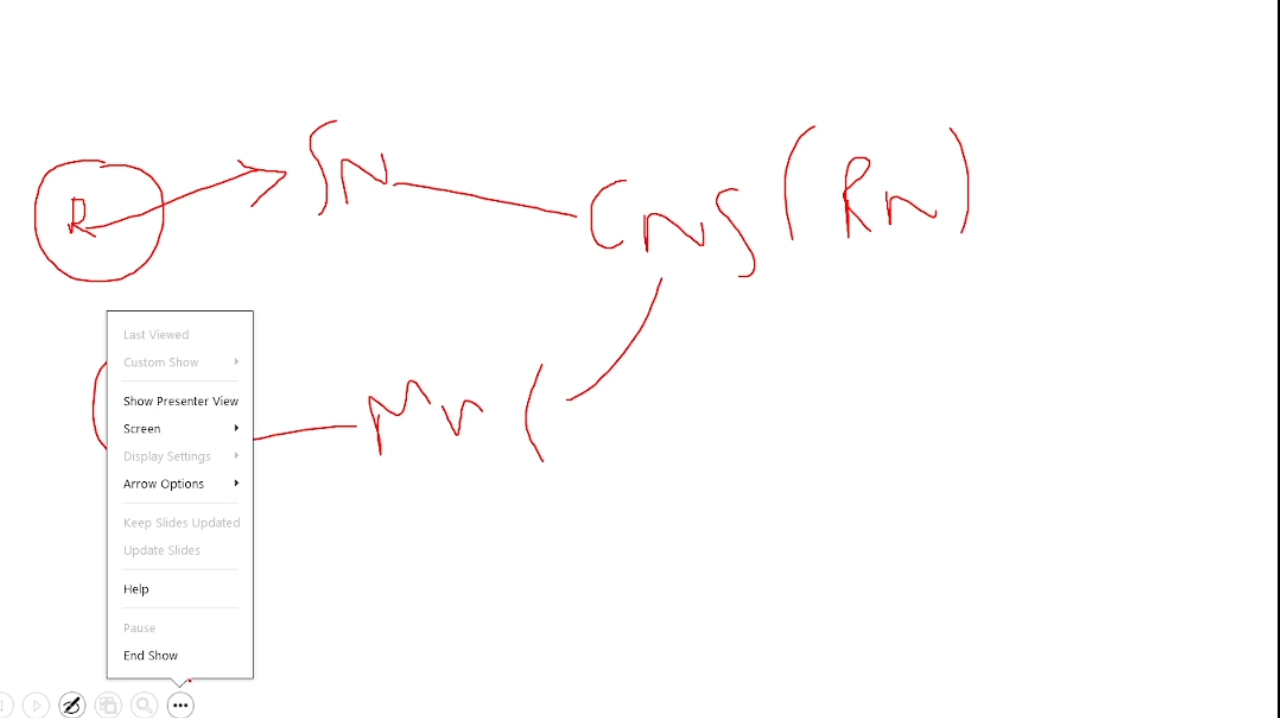 R SN CNS (RN)
Mn (
Last Viewed
Custom Show
Show Presenter View
Screen
Display Settings
Arrow Options
Keep Slides Updated
Update Slides
Help
Pause
End Show